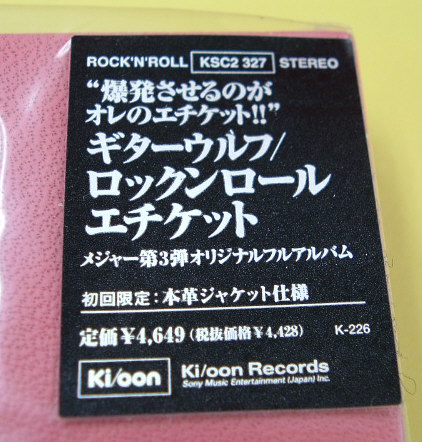 ROCK'N'ROLL KSC2 327 STEREO
“爆発させるのが
オレのエチケット!!”
ギターウルフ/
ロックンロール
エチケット
メジャー第3弾オリジナルフルアルバム
初回限定:本革ジャケット仕様
定価￥4,649(税抜価格￥4,428) K-226
Ki/oon Ki/oon Records
Sony Music Entertainment (Japan) Inc.